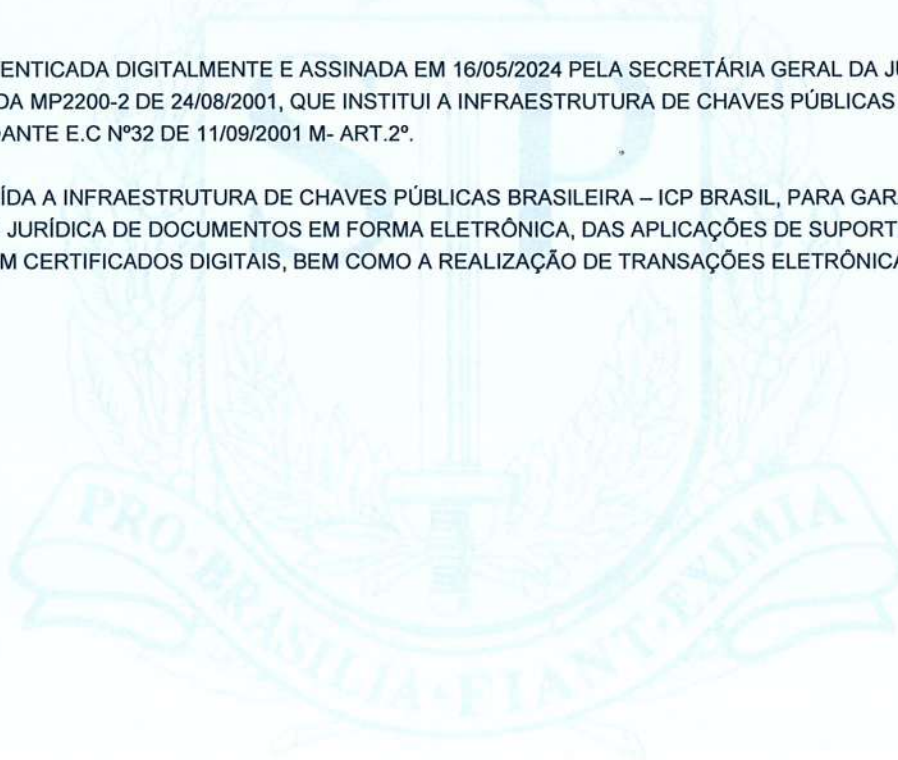 ENTICADA DIGITALMENTE E ASSINADA EM 16/05/2024 PELA SECRETÁRIA GERAL DA JU
DA MP2200-2 DE 24/08/2001, QUE INSTITUI A INFRAESTRUTURA DE CHAVES PÚBLICAS
DANTE E.C Nº32 DE 11/09/2001 M- ART.2º.
ÍDA A INFRAESTRUTURA DE CHAVES PÚBLICAS BRASILEIRA – ICP BRASIL, PARA GARA
JURÍDICA DE DOCUMENTOS EM FORMA ELETRÔNICA, DAS APLICAÇÕES DE SUPORT
M CERTIFICADOS DIGITAIS, BEM COMO A REALIZAÇÃO DE TRANSAÇÕES ELETRÔNICA
SP
PRO·BRASILIA·FIANT·EXIMIA